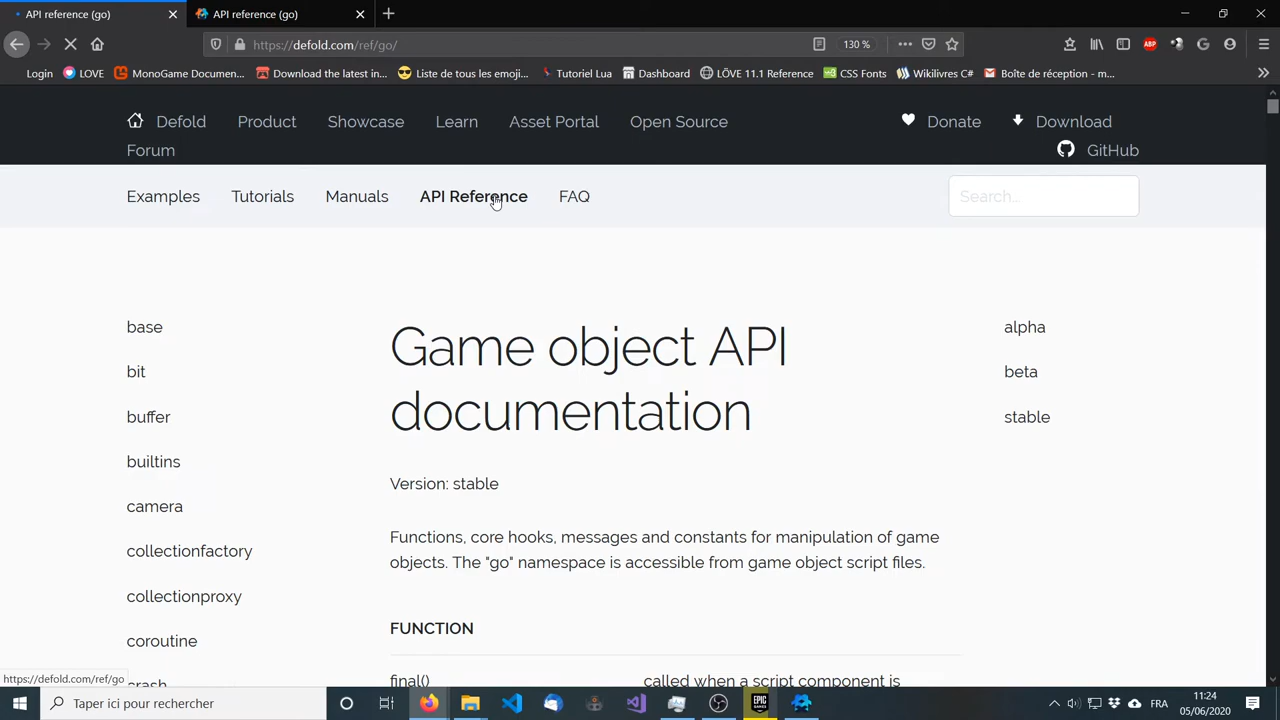 API reference (go)
API reference (go)
https://defold.com/ref/go/
130 %
ABP
Login
LOVE
MonoGame Documen...
Download the latest in...
Liste de tous les emoji...
Tutoriel Lua
Dashboard
LÖVE 11.1 Reference
CSS Fonts
Wikilivres C#
Boîte de réception - m...
Defold
Product
Showcase
Learn
Asset Portal
Open Source
Donate
Download
Forum
GitHub
Examples
Tutorials
Manuals
API Reference
FAQ
Search...
base
bit
buffer
builtins
camera
collectionfactory
collectionproxy
coroutine
crash
Game object API
documentation
Version: stable
Functions, core hooks, messages and constants for manipulation of game
objects. The "go" namespace is accessible from game object script files.
FUNCTION
final()
called when a script component is
alpha
beta
stable
https://defold.com/ref/go
Taper ici pour rechercher
EPIC
GAMES
FRA
11:24
05/06/2020